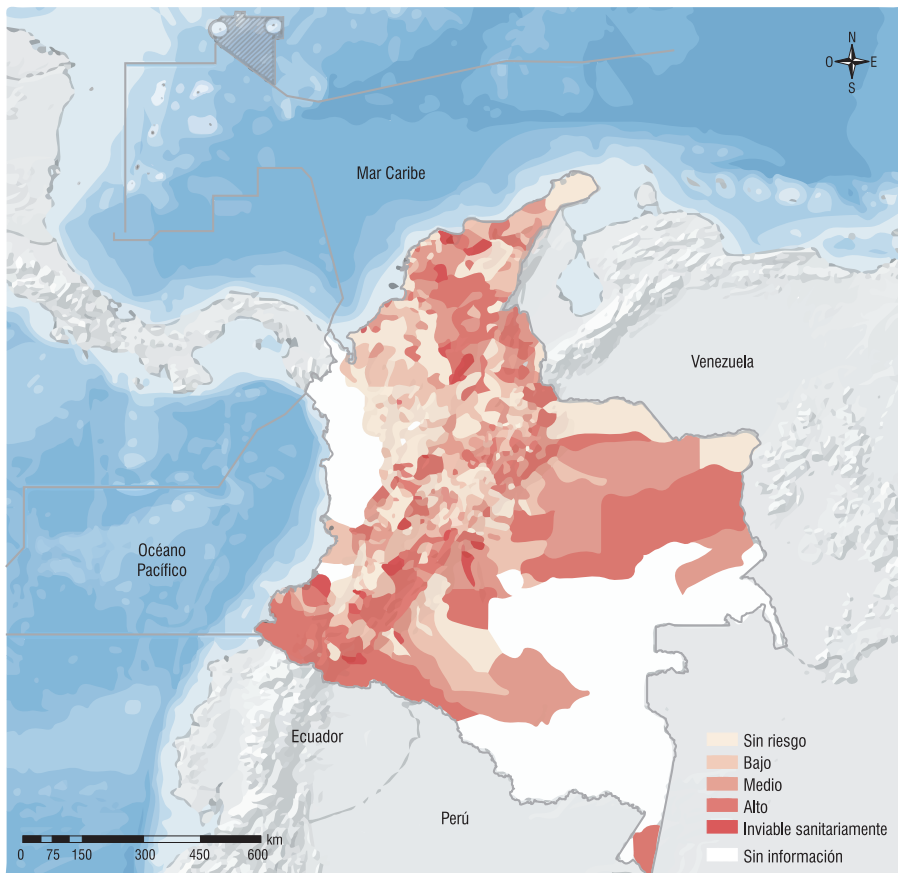 N
O E
S
Mar Caribe
Venezuela
Océano
Pacífico
Ecuador
Perú
Sin riesgo
Bajo
Medio
Alto
Inviable sanitariamente
Sin información
km
0 75 150 300 450 600